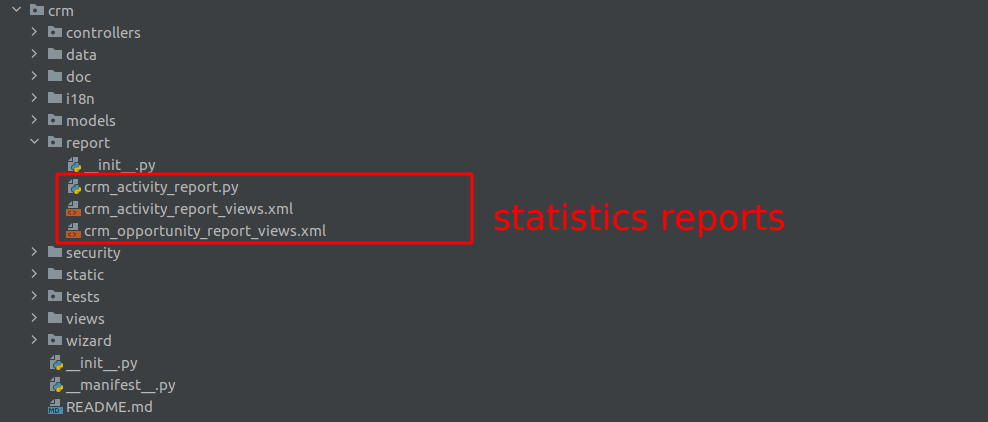 crm
controllers
data
doc
i18n
models
report
__init__.py
crm_activity_report.py
crm_activity_report_views.xml
crm_opportunity_report_views.xml
statistics reports
security
static
tests
views
wizard
__init__.py
__manifest__.py
README.md